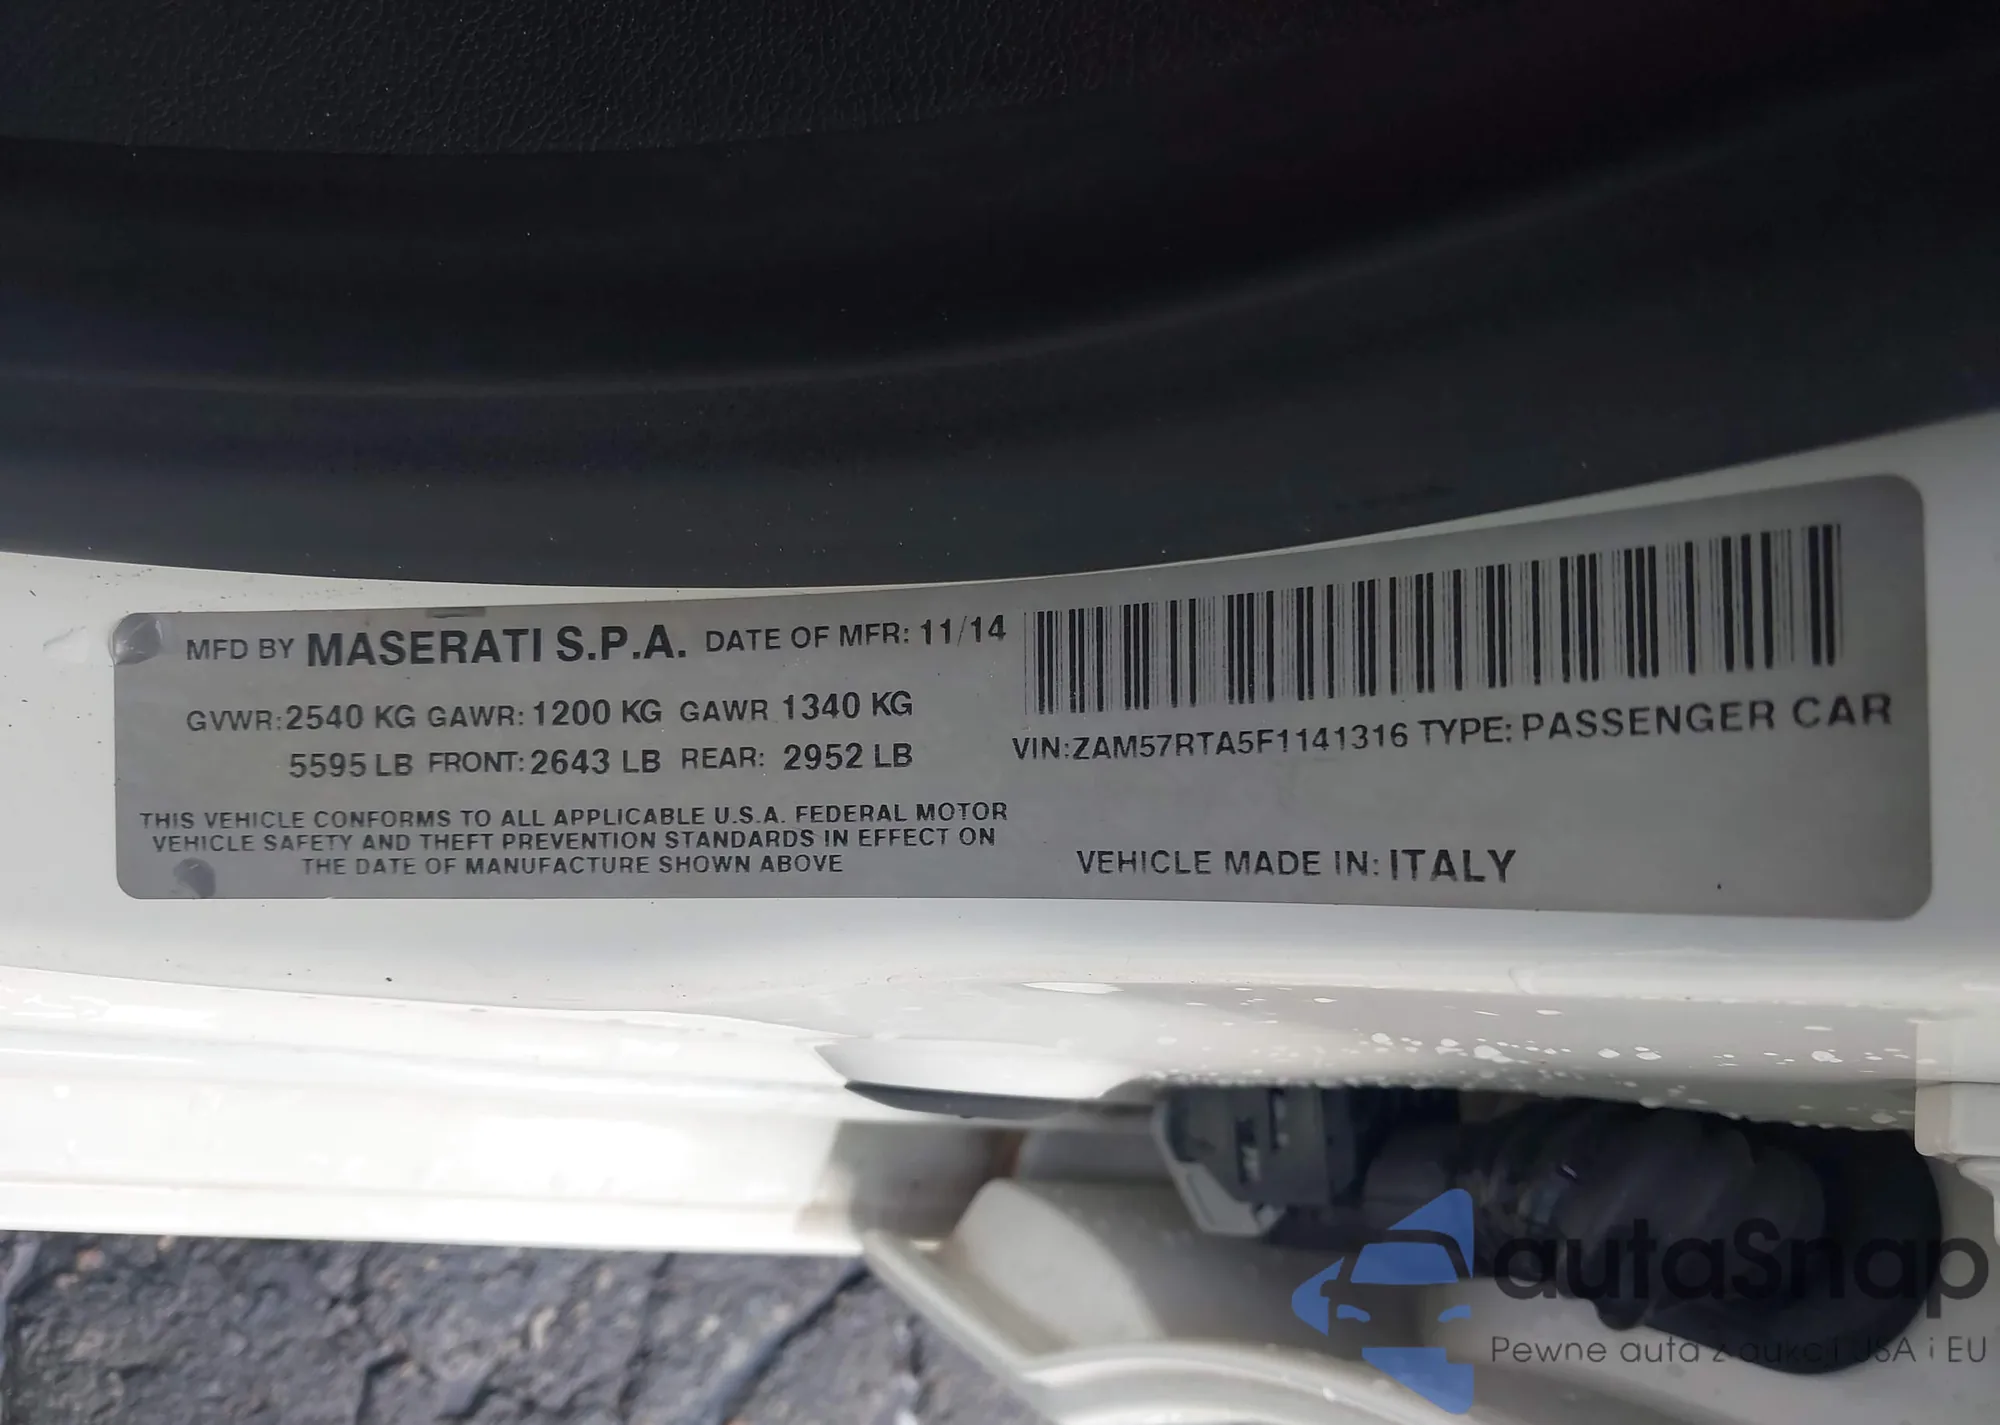 MFD BY MASERATI S.P.A. DATE OF MFR: 11/14
GVWR:2540 KG GAWR:1200 KG GAWR 1340 KG
5595 LB FRONT:2643 LB REAR: 2952 LB
THIS VEHICLE CONFORMS TO ALL APPLICABLE U.S.A. FEDERAL MOTOR
VEHICLE SAFETY AND THEFT PREVENTION STANDARDS IN EFFECT ON
THE DATE OF MANUFACTURE SHOWN ABOVE
VIN:ZAM57RTA5F1141316 TYPE: PASSENGER CAR
VEHICLE MADE IN: ITALY
autaSnap
Pewne auta z aukcji USA i EU